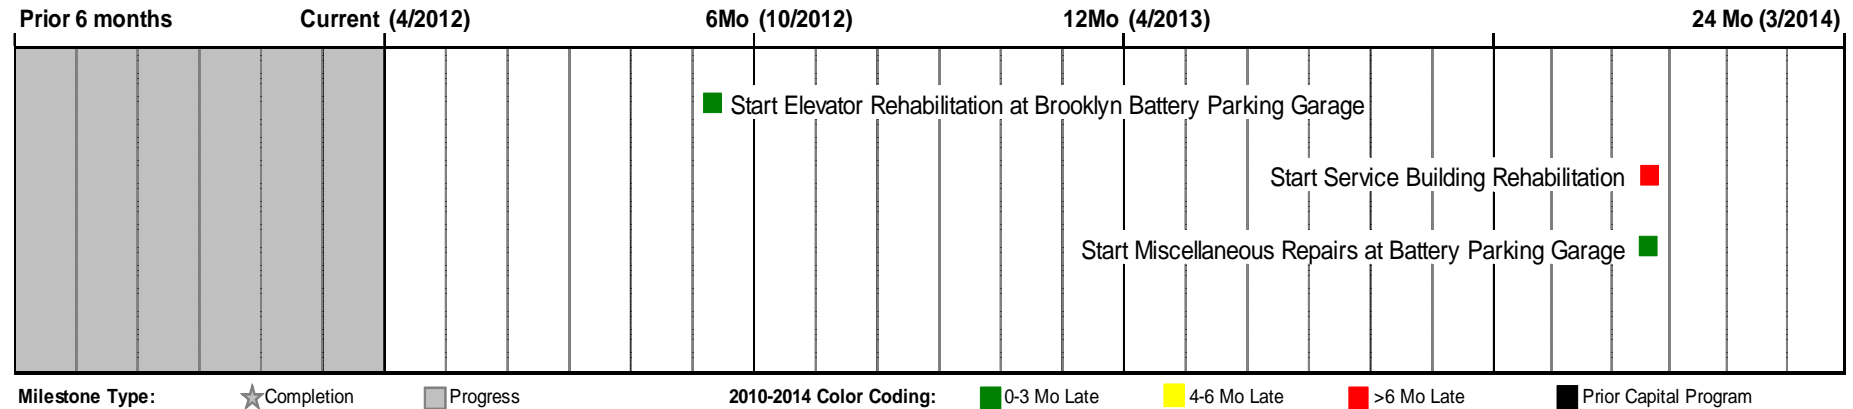 Prior 6 months Current (4/2012) 6Mo (10/2012) 12Mo (4/2013) 24 Mo (3/2014)
Start Elevator Rehabilitation at Brooklyn Battery Parking Garage
Start Service Building Rehabilitation
Start Miscellaneous Repairs at Battery Parking Garage
Milestone Type: Completion Progress 2010-2014 Color Coding: 0-3 Mo Late 4-6 Mo Late >6 Mo Late Prior Capital Program